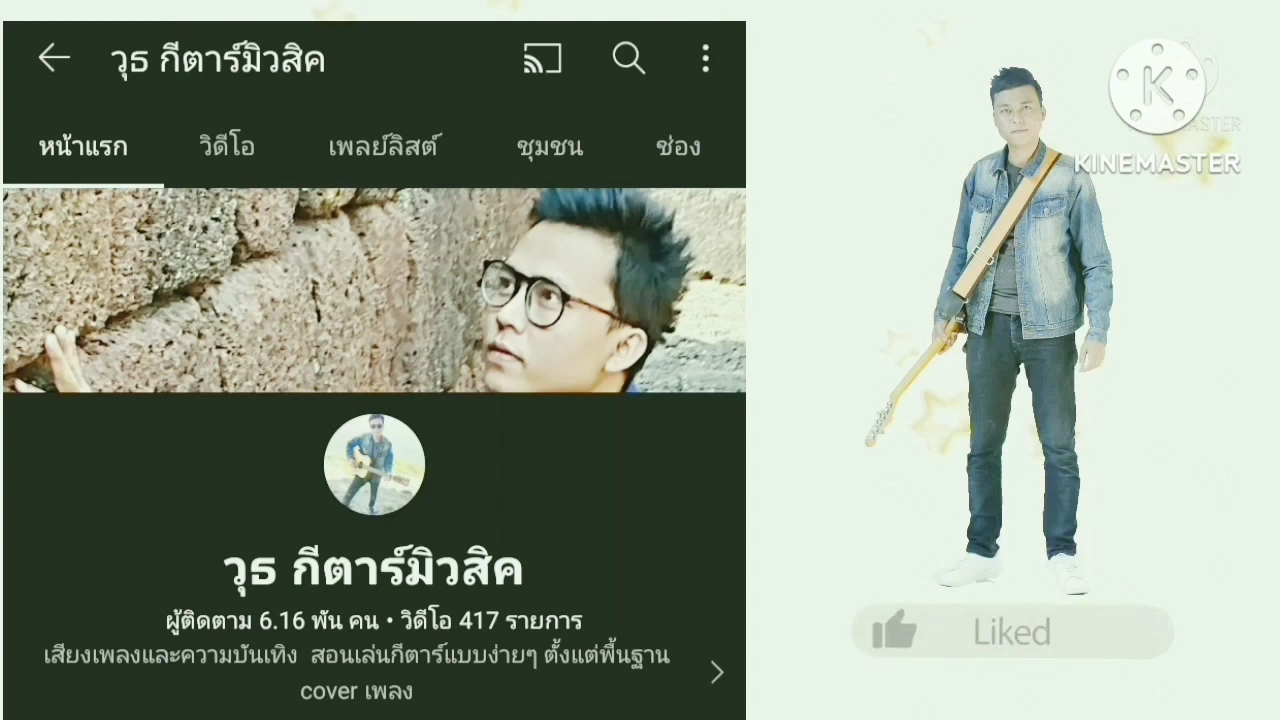 วุธ กีตาร์มิวสิค
หน้าแรก วิดีโอ เพลย์ลิสต์ ชุมชน ช่อง
วุธ กีตาร์มิวสิค
ผู้ติดตาม 6.16 พัน คน • วิดีโอ 417 รายการ
เสียงเพลงและความบันเทิง สอนเล่นกีตาร์แบบง่ายๆ ตั้งแต่พื้นฐาน
cover เพลง
K
KINEMASTER
Liked